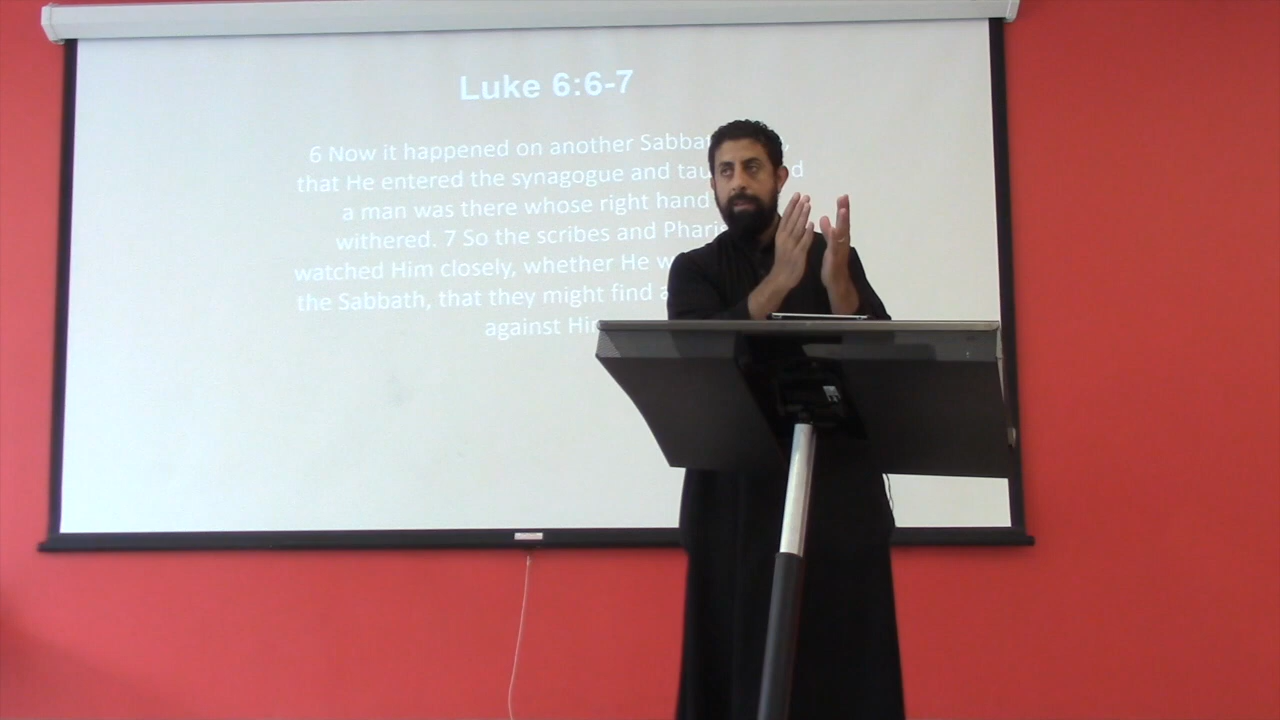 Luke 6:6-7
6 Now it happened on another
that He entered the synagogue and
a man was there whose right hand
withered. 7 So the scribes and
watched Him closely, whether He
the Sabbath, that they might find
against